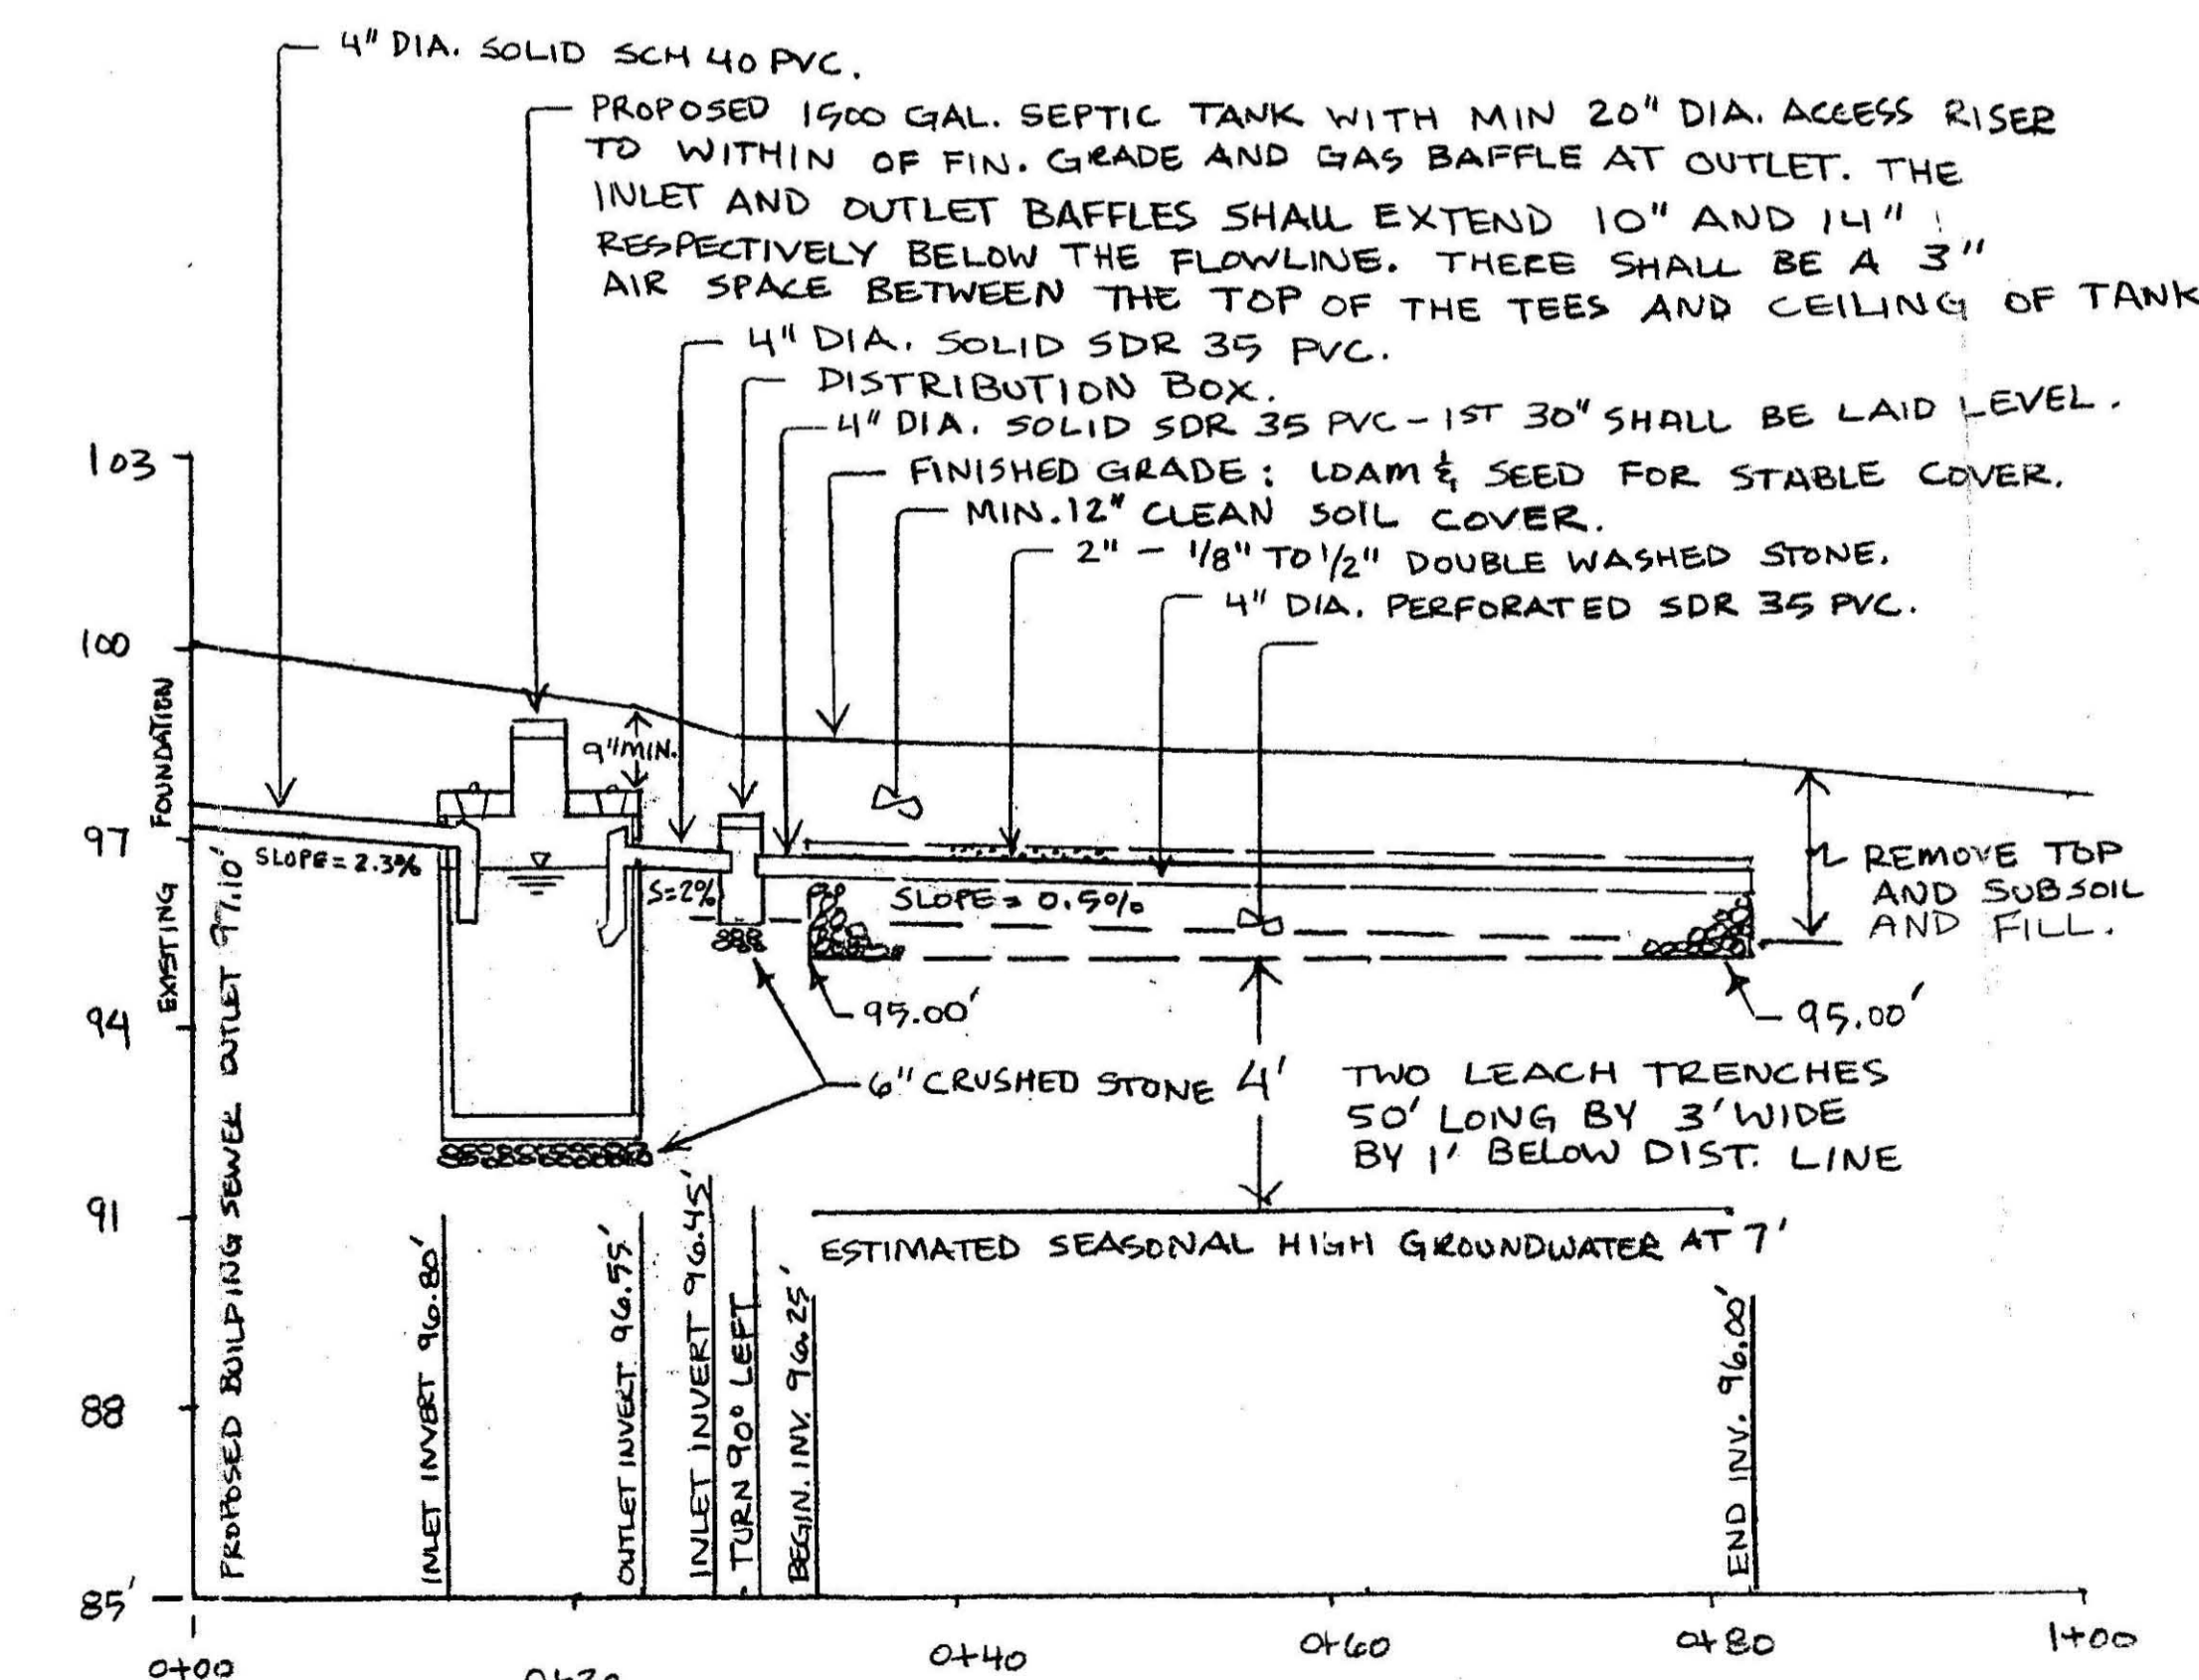 4" DIA. SOLID SCH 40 PVC.
PROPOSED 1500 GAL. SEPTIC TANK WITH MIN 20" DIA. ACCESS RISER
TO WITHIN OF FIN. GRADE AND GAS BAFFLE AT OUTLET. THE
INLET AND OUTLET BAFFLES SHALL EXTEND 10" AND 14"
RESPECTIVELY BELOW THE FLOWLINE. THERE SHALL BE A 3"
AIR SPACE BETWEEN THE TOP OF THE TEES AND CEILING OF TANK
4" DIA. SOLID SDR 35 PVC.
DISTRIBUTION BOX.
4" DIA. SOLID SDR 35 PVC - 1ST 30" SHALL BE LAID LEVEL.
FINISHED GRADE: LOAM & SEED FOR STABLE COVER.
MIN. 12" CLEAN SOIL COVER.
2" - 1/8" TO 1/2" DOUBLE WASHED STONE.
4" DIA. PERFORATED SDR 35 PVC.
103
100
97
94
91
88
85'
EXISTING FOUNDATION
PROPOSED BUILDING SEWER OUTLET 97.10'
SLOPE = 2.3%
9" MIN.
S=2%
SLOPE = 0.5%
REMOVE TOP
AND SUBSOIL
AND FILL.
95.00'
95.00'
6" CRUSHED STONE
4'
TWO LEACH TRENCHES
50' LONG BY 3' WIDE
BY 1' BELOW DIST. LINE
ESTIMATED SEASONAL HIGH GROUNDWATER AT 7'
INLET INVERT 96.80'
OUTLET INVERT 96.55'
INLET INVERT 96.45'
TURN 90° LEFT
BEGIN. INV. 96.25'
END INV. 96.00'
0+00
0+40
0+60
0+80
1+00